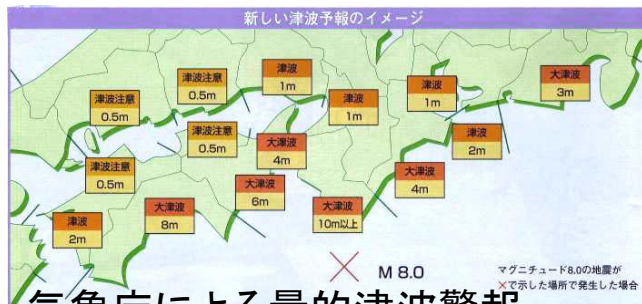 新しい津波予報のイメージ
津波注意
0.5m
津波注意
0.5m
津波
1m
津波
1m
津波
1m
大津波
3m
津波注意
0.5m
津波注意
0.5m
大津波
4m
津波
2m
津波
2m
大津波
8m
大津波
6m
大津波
10m以上
大津波
4m
M 8.0
マグニチュード8.0の地震が
×で示した場所で発生した場合
気象庁による量的津波警報